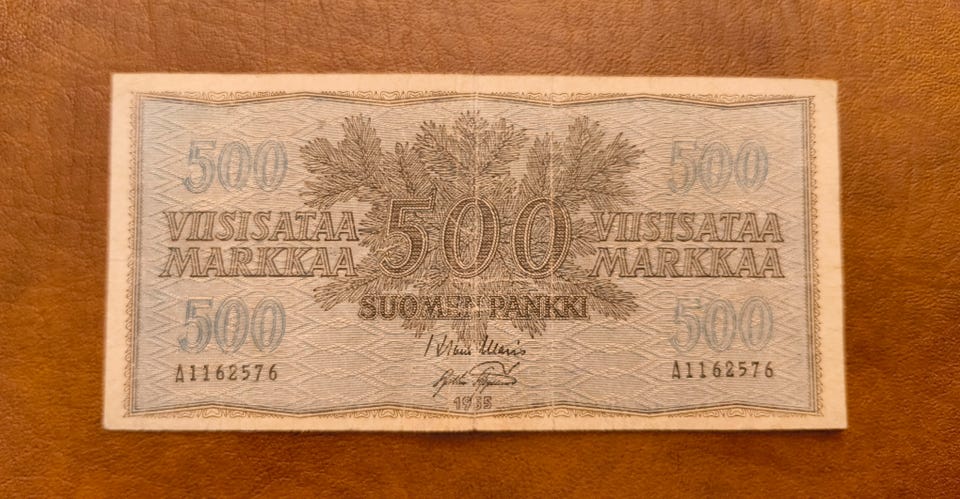 500 500
VIISISATAA 500 VIISISATAA
MARKKAA MARKKAA
SUOMEN PANKKI
500 500
A1162576 A1162576
1955